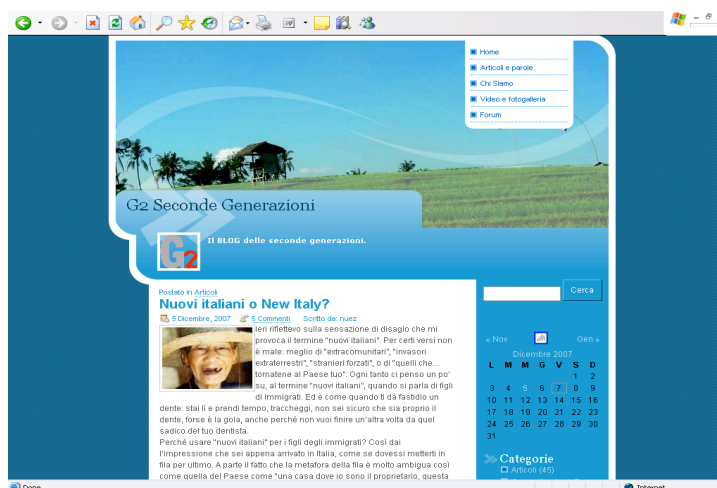 Home
Articoli e parole
Chi Siamo
Video e fotogalleria
Forum
G2 Seconde Generazioni
G2
Il BLOG delle seconde generazioni.
Postato in Articoli
Nuovi italiani o New Italy?
5 Dicembre, 2007 5 Commenti Scritto da: nuez
Ieri riflettevo sulla sensazione di disagio che mi
provoca il termine "nuovi italiani". Per certi versi non
è male: meglio di "extracomunitari", "invasori
extraterrestri", "stranieri forzati", o di "quelli che…
tornatene al Paese tuo". Ogni tanto ci penso un po'
su, al termine "nuovi italiani", quando si parla di figli
di immigrati. Ed è come quando ti dá fastidio un
dente: stai lì e prendi tempo, traccheggi, non sei sicuro che sia proprio il
dente, forse è la gola, anche perché non vuoi finire un'altra volta da quel
sadico del tuo dentista.
Perché usare "nuovi italiani" per i figli degli immigrati? Così dai
l'impressione che sei appena arrivato in Italia, come se dovessi metterti in
fila per ultimo. A parte il fatto che la metafora della fila è molto ambigua così
come quella del Paese come "una casa dove io sono il proprietario, questa
Cerca
« Nov Gen »
Dicembre 2007
L M M G V S D
1 2
3 4 5 6 7 8 9
10 11 12 13 14 15 16
17 18 19 20 21 22 23
24 25 26 27 28 29 30
31
Categorie
Articoli (45)
Done
Internet